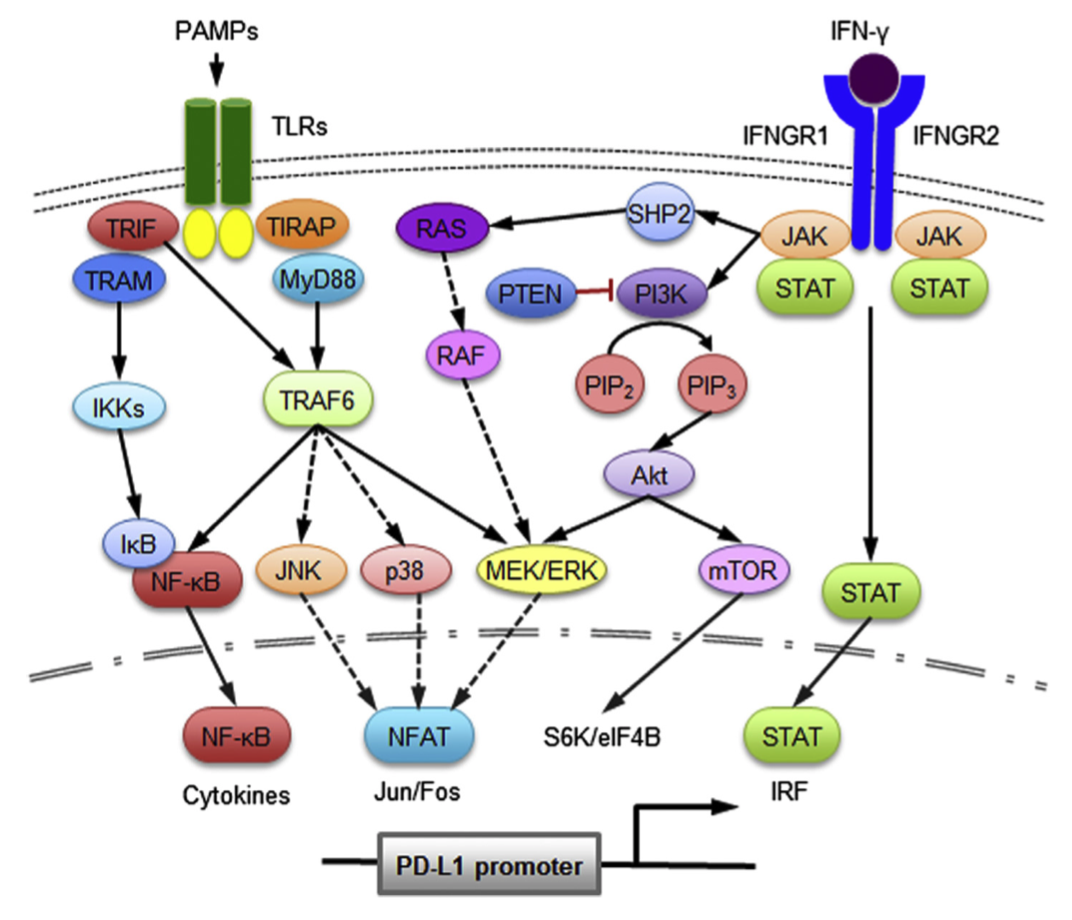 PAMPs
IFN-γ
TLRs
IFNGR1
IFNGR2
TRIF
TIRAP
RAS
SHP2
JAK
JAK
TRAM
MyD88
PTEN
PI3K
STAT
STAT
RAF
PIP2
PIP3
IKKs
TRAF6
Akt
IκB
NF-κB
JNK
p38
MEK/ERK
mTOR
STAT
NF-κB
NFAT
S6K/eIF4B
STAT
Cytokines
Jun/Fos
IRF
PD-L1 promoter